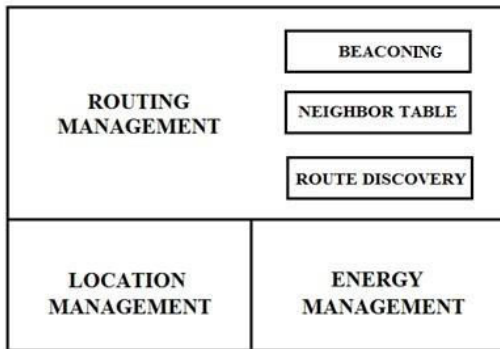 ROUTING
MANAGEMENT
BEACONING
NEIGHBOR TABLE
ROUTE DISCOVERY
LOCATION
MANAGEMENT
ENERGY
MANAGEMENT